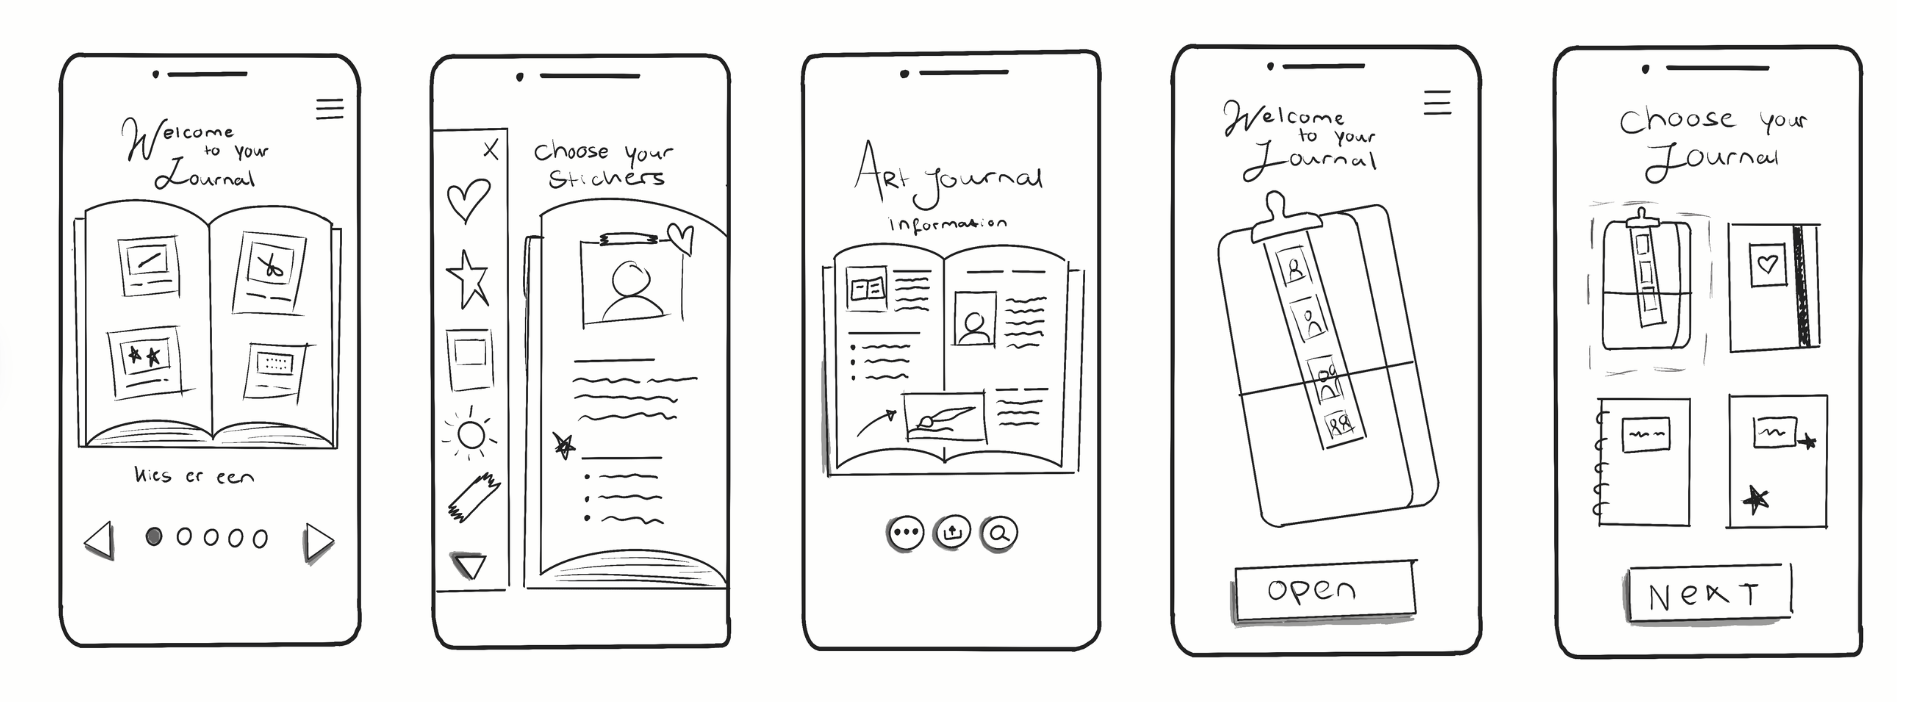 Welcome
to your
Journal
Kies er een
X
Choose your
Stickers
Art Journal
information
Welcome
to your
Journal
open
Choose your
Journal
NexT